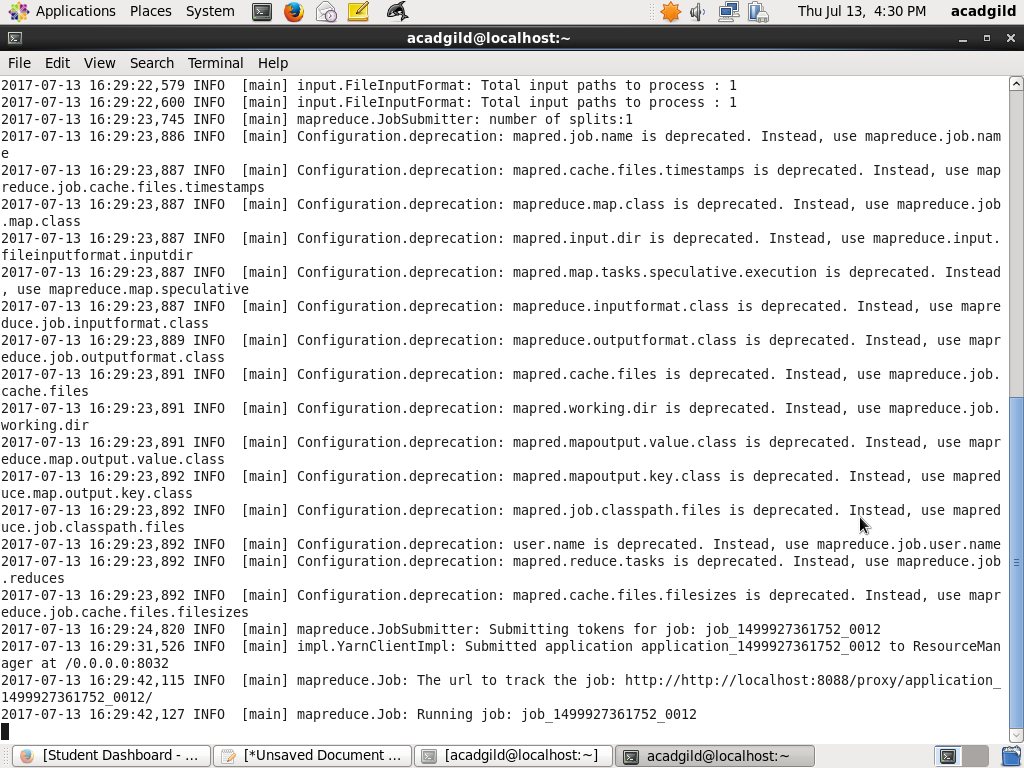 Applications Places System Thu Jul 13, 4:30 PM acadgild
acadgild@localhost:~
File Edit View Search Terminal Help
2017-07-13 16:29:22,579 INFO  [main] input.FileInputFormat: Total input paths to process : 1
2017-07-13 16:29:22,600 INFO  [main] input.FileInputFormat: Total input paths to process : 1
2017-07-13 16:29:23,745 INFO  [main] mapreduce.JobSubmitter: number of splits:1
2017-07-13 16:29:23,886 INFO  [main] Configuration.deprecation: mapred.job.name is deprecated. Instead, use mapreduce.job.nam
e
2017-07-13 16:29:23,887 INFO  [main] Configuration.deprecation: mapred.cache.files.timestamps is deprecated. Instead, use map
reduce.job.cache.files.timestamps
2017-07-13 16:29:23,887 INFO  [main] Configuration.deprecation: mapreduce.map.class is deprecated. Instead, use mapreduce.job
.map.class
2017-07-13 16:29:23,887 INFO  [main] Configuration.deprecation: mapred.input.dir is deprecated. Instead, use mapreduce.input.
fileinputformat.inputdir
2017-07-13 16:29:23,887 INFO  [main] Configuration.deprecation: mapred.map.tasks.speculative.execution is deprecated. Instead
, use mapreduce.map.speculative
2017-07-13 16:29:23,887 INFO  [main] Configuration.deprecation: mapreduce.inputformat.class is deprecated. Instead, use mapre
duce.job.inputformat.class
2017-07-13 16:29:23,889 INFO  [main] Configuration.deprecation: mapreduce.outputformat.class is deprecated. Instead, use mapr
educe.job.outputformat.class
2017-07-13 16:29:23,891 INFO  [main] Configuration.deprecation: mapred.cache.files is deprecated. Instead, use mapreduce.job.
cache.files
2017-07-13 16:29:23,891 INFO  [main] Configuration.deprecation: mapred.working.dir is deprecated. Instead, use mapreduce.job.
working.dir
2017-07-13 16:29:23,891 INFO  [main] Configuration.deprecation: mapred.mapoutput.value.class is deprecated. Instead, use mapr
educe.map.output.value.class
2017-07-13 16:29:23,892 INFO  [main] Configuration.deprecation: mapred.mapoutput.key.class is deprecated. Instead, use mapred
uce.map.output.key.class
2017-07-13 16:29:23,892 INFO  [main] Configuration.deprecation: mapred.job.classpath.files is deprecated. Instead, use mapred
uce.job.classpath.files
2017-07-13 16:29:23,892 INFO  [main] Configuration.deprecation: user.name is deprecated. Instead, use mapreduce.job.user.name
2017-07-13 16:29:23,892 INFO  [main] Configuration.deprecation: mapred.reduce.tasks is deprecated. Instead, use mapreduce.job
.reduces
2017-07-13 16:29:23,892 INFO  [main] Configuration.deprecation: mapred.cache.files.filesizes is deprecated. Instead, use mapr
educe.job.cache.files.filesizes
2017-07-13 16:29:24,820 INFO  [main] mapreduce.JobSubmitter: Submitting tokens for job: job_1499927361752_0012
2017-07-13 16:29:31,526 INFO  [main] impl.YarnClientImpl: Submitted application application_1499927361752_0012 to ResourceMan
ager at /0.0.0.0:8032
2017-07-13 16:29:42,115 INFO  [main] mapreduce.Job: The url to track the job: http://http://localhost:8088/proxy/application_
1499927361752_0012/
2017-07-13 16:29:42,127 INFO  [main] mapreduce.Job: Running job: job_1499927361752_0012
[Student Dashboard - ... [*Unsaved Document ... [acadgild@localhost:~] acadgild@localhost:~